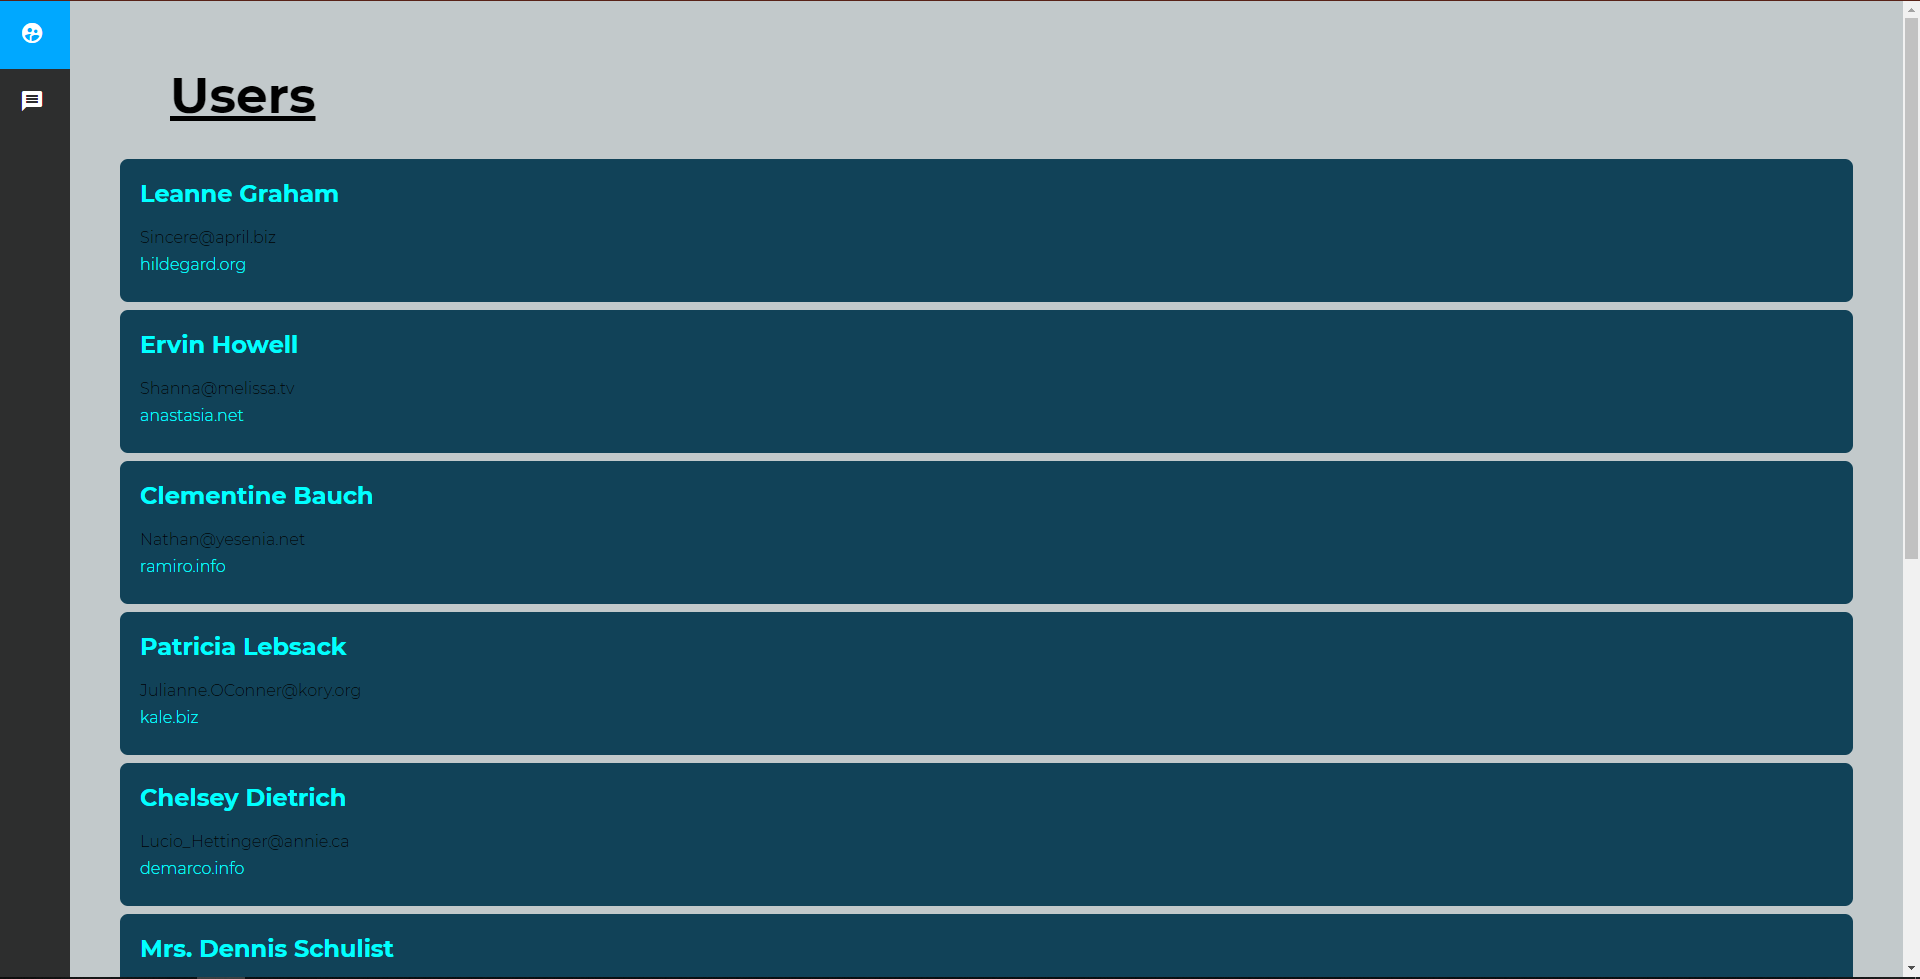 Users
Leanne Graham
Sincere@april.biz
hildegard.org
Ervin Howell
Shanna@melissa.tv
anastasia.net
Clementine Bauch
Nathan@yesenia.net
ramiro.info
Patricia Lebsack
Julianne.OConner@kory.org
kale.biz
Chelsey Dietrich
Lucio_Hettinger@annie.ca
demarco.info
Mrs. Dennis Schulist